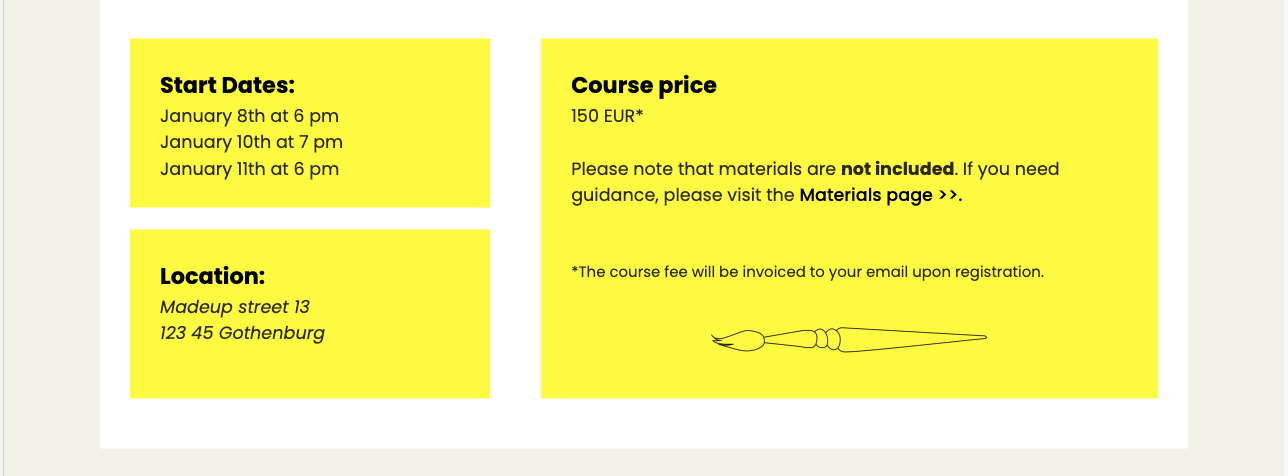 Start Dates:
January 8th at 6 pm
January 10th at 7 pm
January 11th at 6 pm
Location:
Madeup street 13
123 45 Gothenburg
Course price
150 EUR*
Please note that materials are not included. If you need
guidance, please visit the Materials page >>.
*The course fee will be invoiced to your email upon registration.